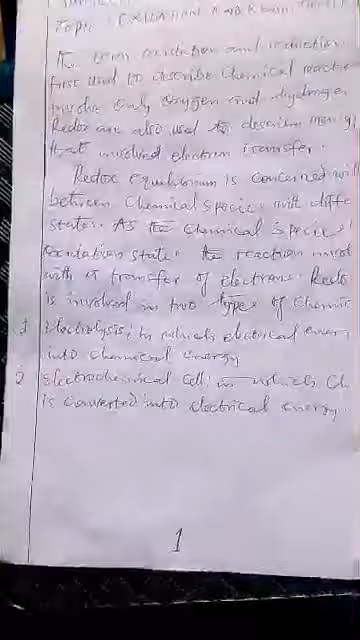 Topic: OXIDATION AND
The term oxidation and reduction
first used to describe chemical reactio
involve only oxygen and hydrogen
Redox are also used to describe many
that involved electron transfer.
Redox equilibrium is concerned wi
between chemical species with diffe
states. As the chemical species
oxidation state the reaction invol
with a transfer of electrons. Redo
is involved in two types of chemic
1 Electrolysis; in which electrical ener
into chemical energy
2 electrochemical cell; in which Ch
is converted into electrical energy.
1